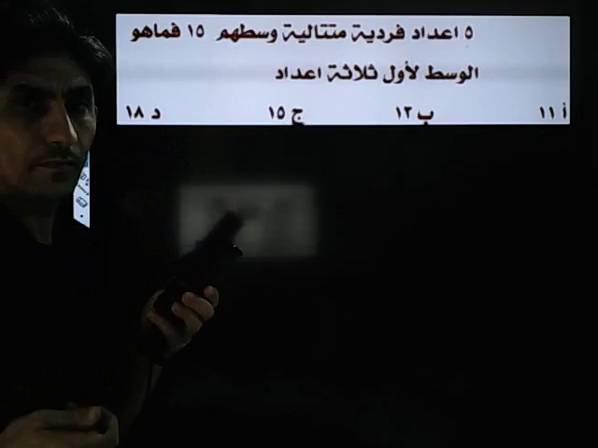 ٥ اعداد فردية متتالية وسطهم ١٥ فماهو
الوسط لأول ثلاثة اعداد
أ ١١ ب ١٢ ج ١٥ د ١٨